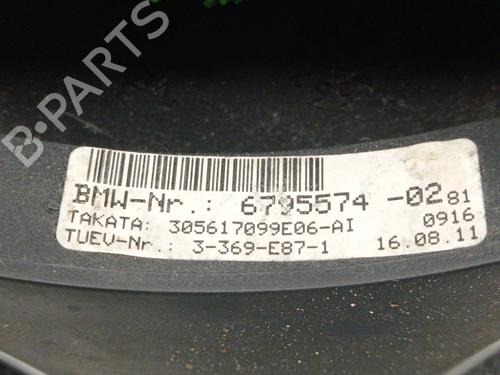 B-PARTS
BMW-Nr.: 6795574 -02 81
TAKATA: 305617099E06-AI 0916
TUEV-Nr.: 3-369-E87-1 16.08.11